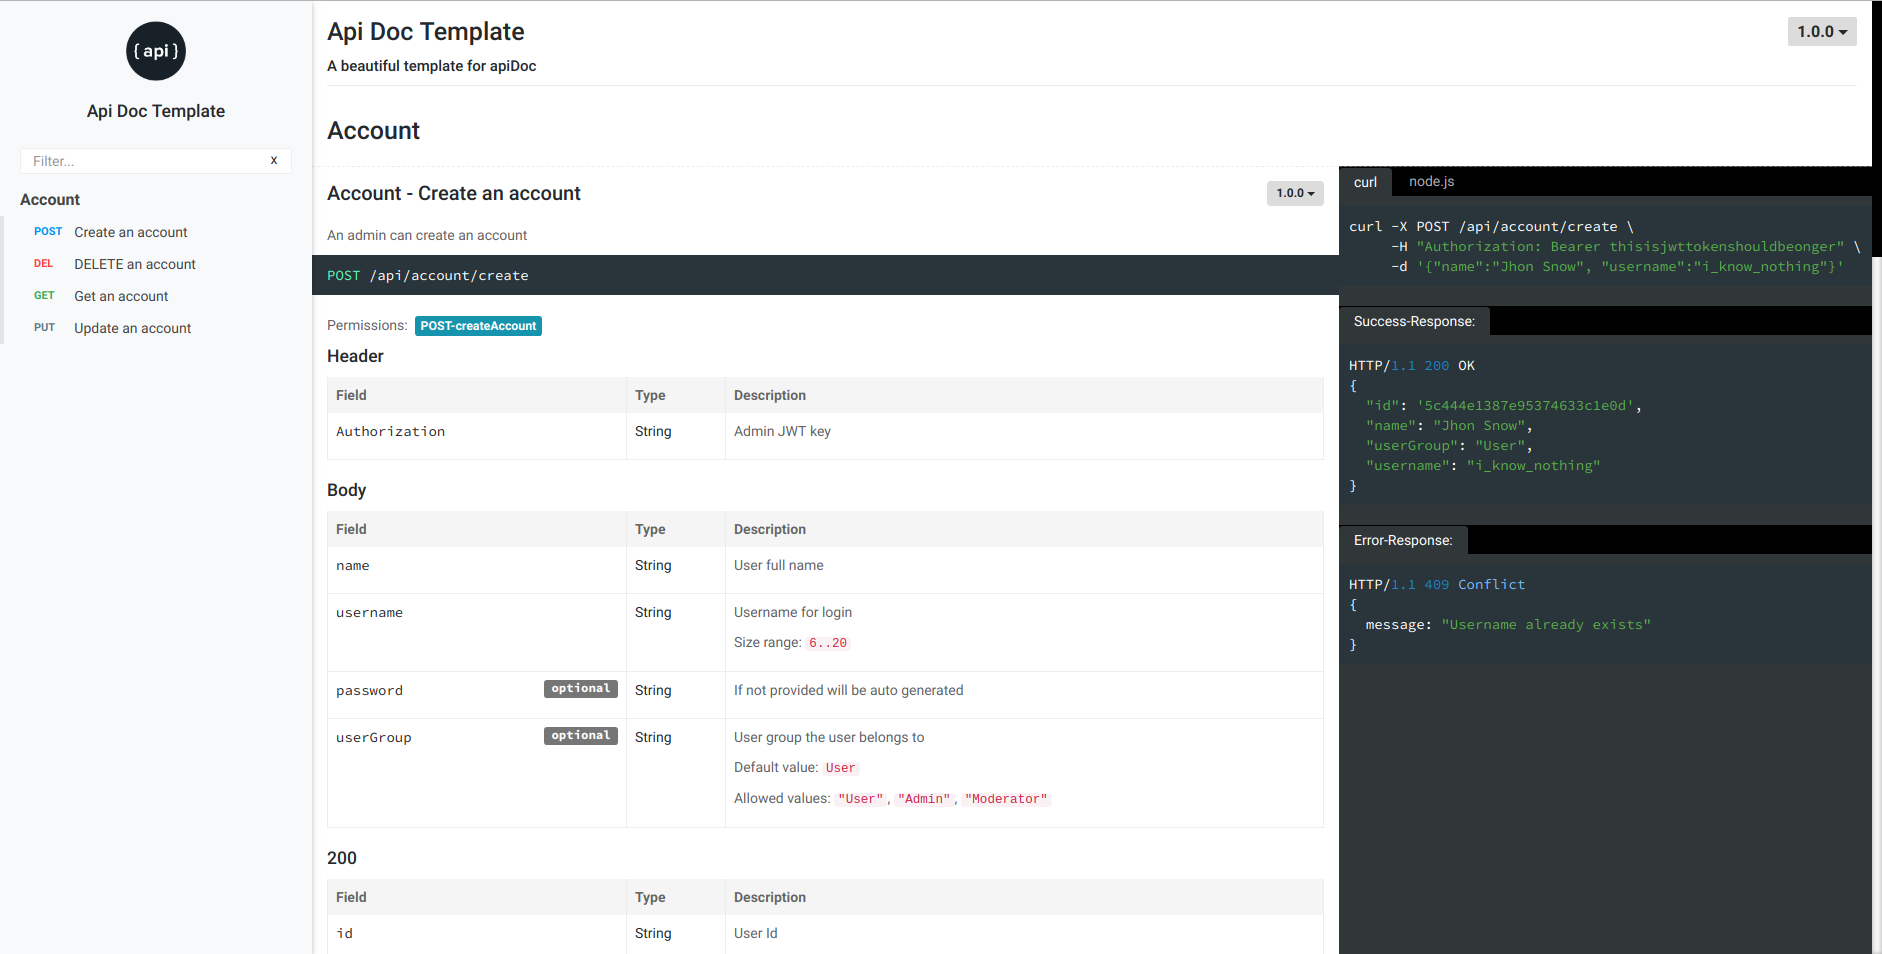 { api }
Api Doc Template
Filter...
x
Account
POST Create an account
DEL DELETE an account
GET Get an account
PUT Update an account
Api Doc Template
1.0.0
A beautiful template for apiDoc
Account
Account - Create an account
1.0.0
An admin can create an account
POST /api/account/create
Permissions: POST-createAccount
Header
Field Type Description
Authorization String Admin JWT key
Body
Field Type Description
name String User full name
username String Username for login
Size range: 6..20
password optional String If not provided will be auto generated
userGroup optional String User group the user belongs to
Default value: User
Allowed values: "User", "Admin", "Moderator"
200
Field Type Description
id String User Id
curl node.js
curl -X POST /api/account/create \
-H "Authorization: Bearer thisisjwttokenshouldbeonger" \
-d '{"name":"Jhon Snow", "username":"i_know_nothing"}'
Success-Response:
HTTP/1.1 200 OK
{
"id": '5c444e1387e95374633c1e0d',
"name": "Jhon Snow",
"userGroup": "User",
"username": "i_know_nothing"
}
Error-Response:
HTTP/1.1 409 Conflict
{
message: "Username already exists"
}